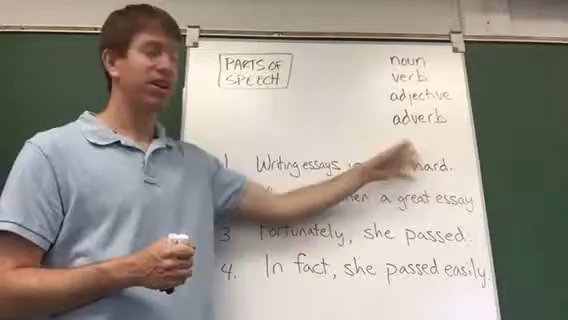 PARTS OF
SPEECH
noun
verb
adjective
adverb
1. Writing essays is hard.
a great essay
3 Fortunately, she passed.
4. In fact, she passed easily.